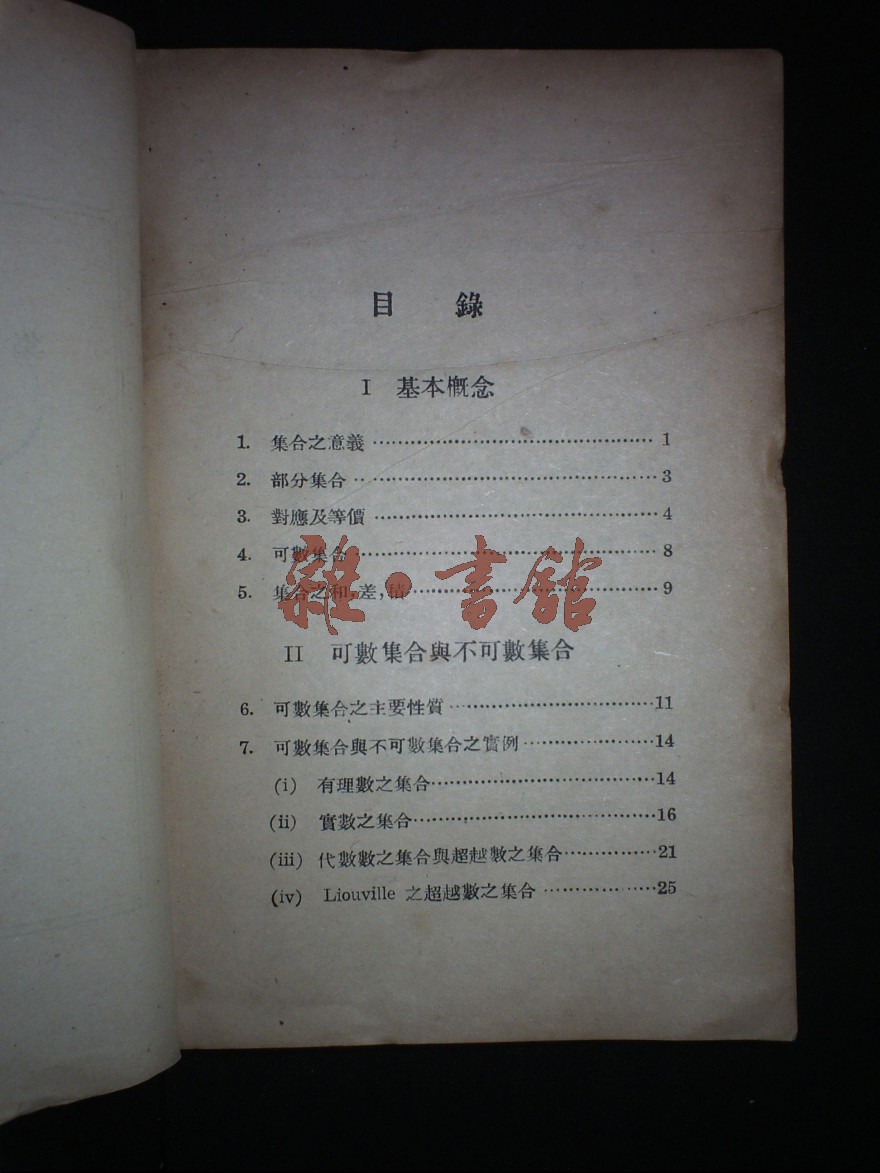 目錄
I 基本槪念
1. 集合之意義 ………………………………………… 1
2. 部分集合 ………………………………………… 3
3. 對應及等價 ………………………………………… 4
4. 可數集合 ………………………………………… 8
5. 集合之和,差,積 ………………………………………… 9
雜·書館
II 可數集合與不可數集合
6. 可數集合之主要性質 ……………………………11
7. 可數集合與不可數集合之實例 …………………14
(i) 有理數之集合 ……………………………14
(ii) 實數之集合 ……………………………16
(iii) 代數數之集合與超越數之集合 ……………21
(iv) Liouville 之超越數之集合 ………………25